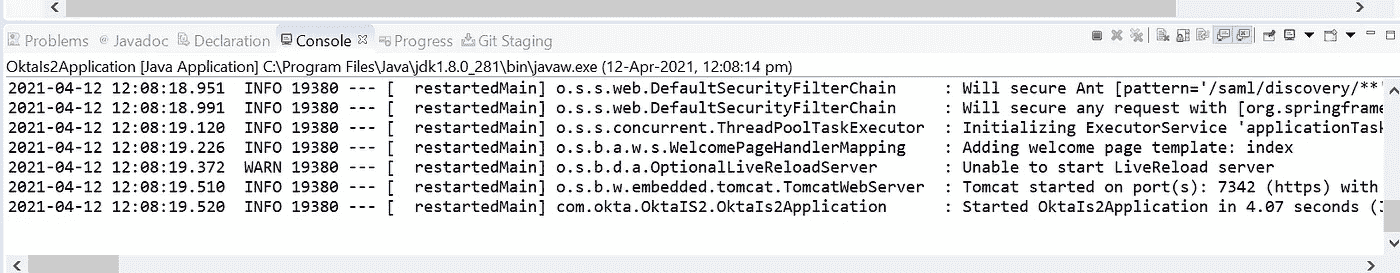 Problems @ Javadoc Declaration Console Progress Git Staging
OktaIs2Application [Java Application] C:\Program Files\Java\jdk1.8.0_281\bin\javaw.exe (12-Apr-2021, 12:08:14 pm)
2021-04-12 12:08:18.951  INFO 19380 --- [  restartedMain] o.s.s.web.DefaultSecurityFilterChain     : Will secure Ant [pattern='/saml/discovery/**'
2021-04-12 12:08:18.991  INFO 19380 --- [  restartedMain] o.s.s.web.DefaultSecurityFilterChain     : Will secure any request with [org.springframe
2021-04-12 12:08:19.120  INFO 19380 --- [  restartedMain] o.s.s.concurrent.ThreadPoolTaskExecutor  : Initializing ExecutorService 'applicationTask
2021-04-12 12:08:19.226  INFO 19380 --- [  restartedMain] o.s.b.a.w.s.WelcomePageHandlerMapping    : Adding welcome page template: index
2021-04-12 12:08:19.372  WARN 19380 --- [  restartedMain] o.s.b.d.a.OptionalLiveReloadServer       : Unable to start LiveReload server
2021-04-12 12:08:19.510  INFO 19380 --- [  restartedMain] o.s.b.w.embedded.tomcat.TomcatWebServer  : Tomcat started on port(s): 7342 (https) with
2021-04-12 12:08:19.520  INFO 19380 --- [  restartedMain] com.okta.OktaIS2.OktaIs2Application      : Started OktaIs2Application in 4.07 seconds (J